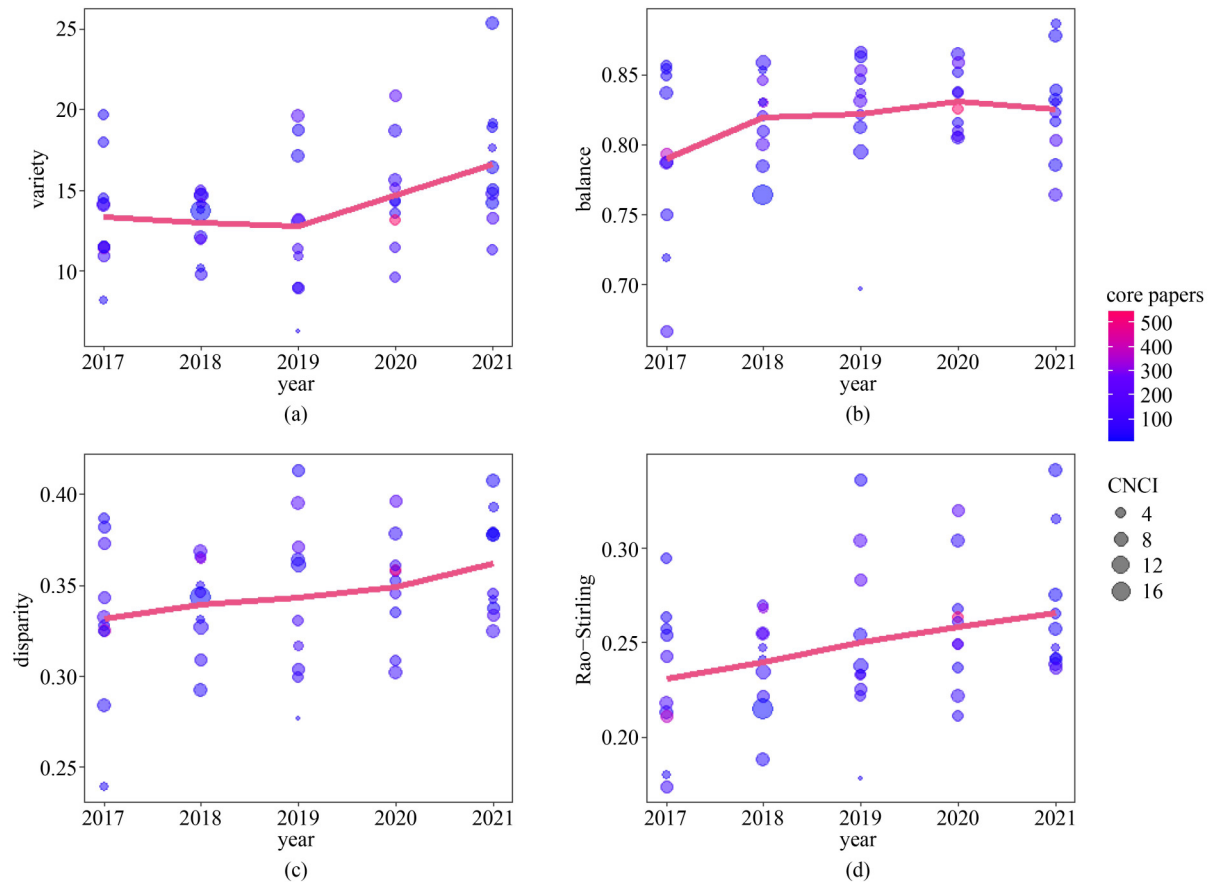 25
20
15
10
variety
2017 2018 2019 2020 2021
year
(a)
0.85
0.80
0.75
0.70
balance
2017 2018 2019 2020 2021
year
(b)
core papers
500
400
300
200
100
0.40
0.35
0.30
0.25
disparity
2017 2018 2019 2020 2021
year
(c)
0.30
0.25
0.20
Rao−Stirling
2017 2018 2019 2020 2021
year
(d)
CNCI
4
8
12
16